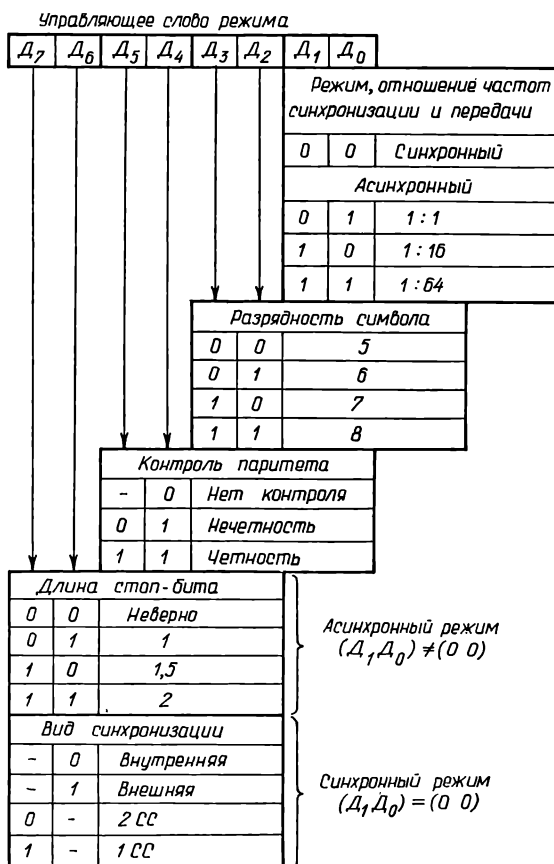 Управляющее слово режима
Д7 Д6 Д5 Д4 Д3 Д2 Д1 Д0
Режим, отношение частот
синхронизации и передачи
0 0 Синхронный
Асинхронный
0 1 1:1
1 0 1:16
1 1 1:64
Разрядность символа
0 0 5
0 1 6
1 0 7
1 1 8
Контроль паритета
- 0 Нет контроля
0 1 Нечетность
1 1 Четность
Длина стоп-бита
0 0 Неверно
0 1 1
1 0 1,5
1 1 2
Асинхронный режим
(Д1Д0)≠(0 0)
Вид синхронизации
- 0 Внутренняя
- 1 Внешняя
0 - 2СС
1 - 1СС
Синхронный режим
(Д1Д0)=(0 0)